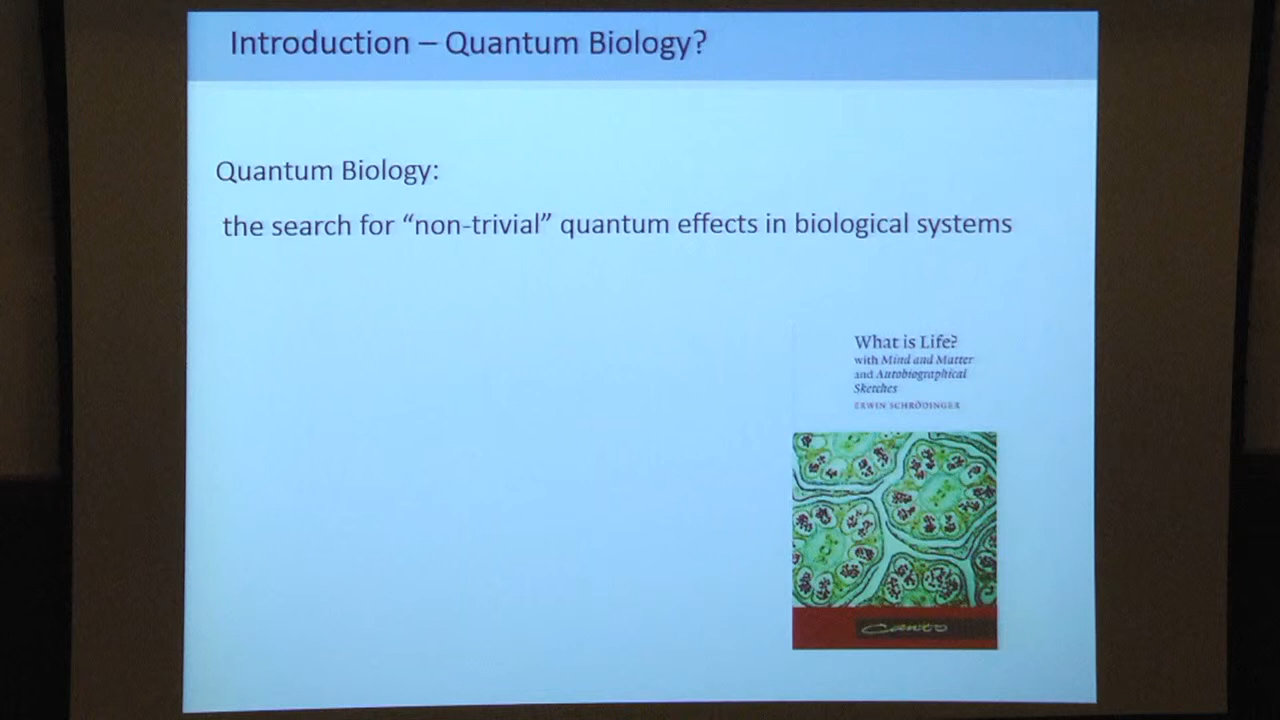 Introduction – Quantum Biology?
Quantum Biology:
the search for “non-trivial” quantum effects in biological systems
What is Life?
with Mind and Matter
and Autobiographical
Sketches
ERWIN SCHRÖDINGER
CANTO